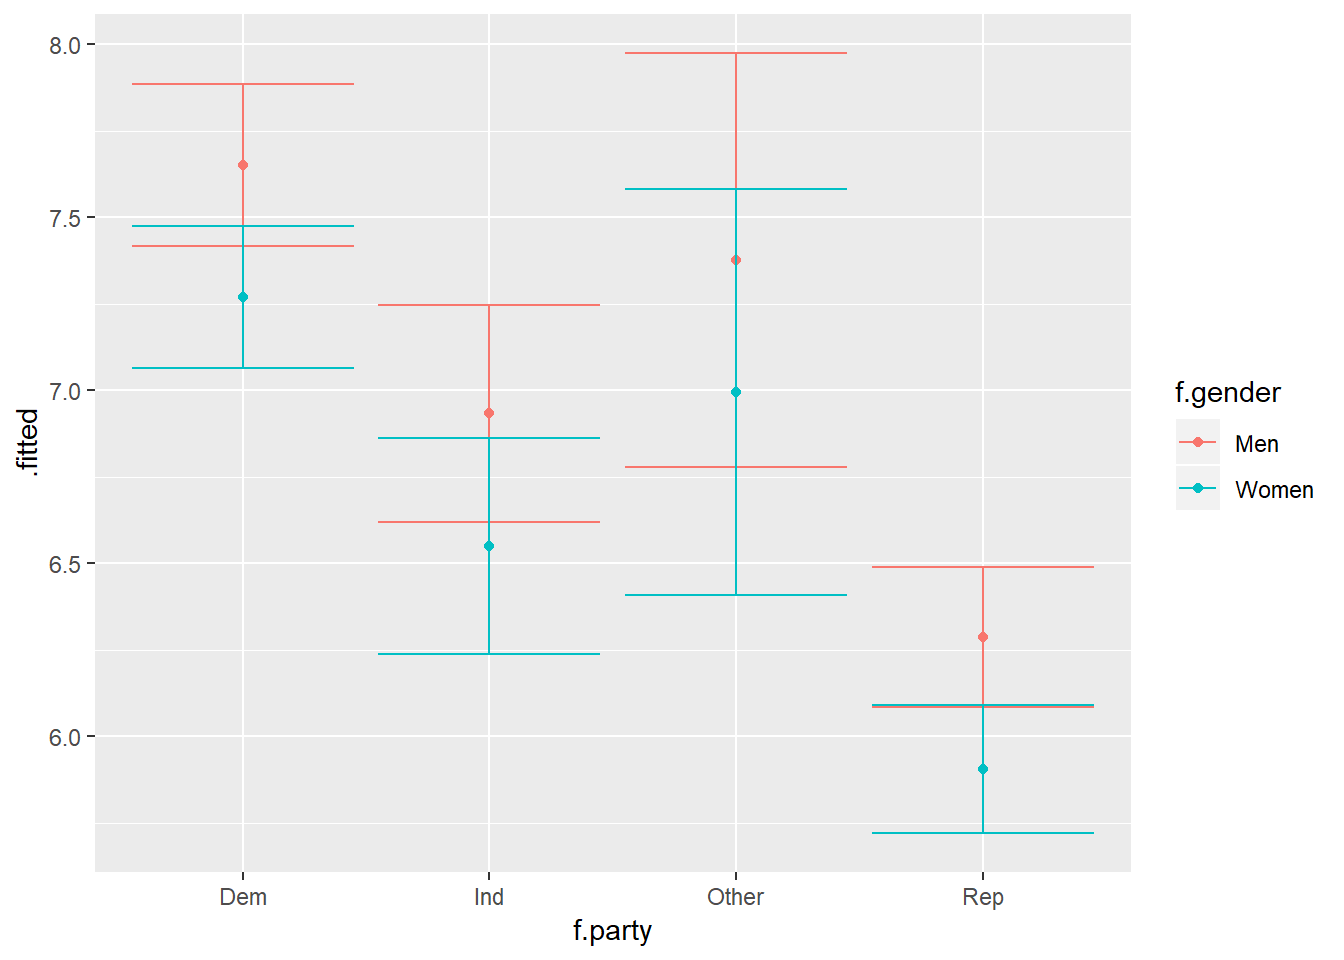 8.0
7.5
7.0
6.5
6.0
.fitted
Dem
Ind
Other
Rep
f.party
f.gender
Men
Women